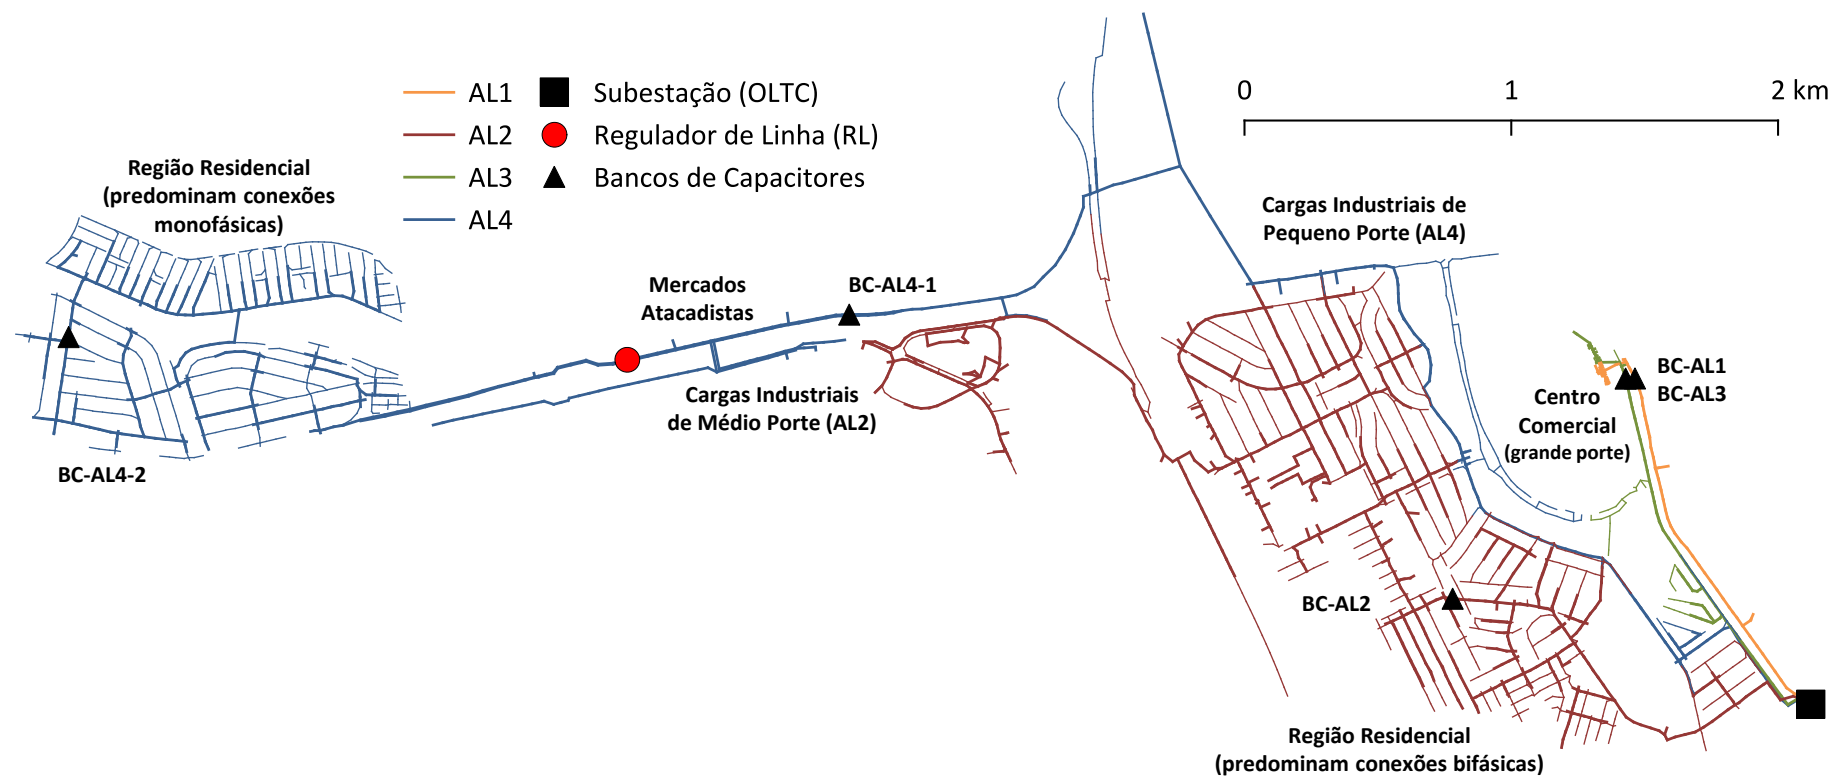 AL1
Subestação (OLTC)
AL2
Regulador de Linha (RL)
AL3
Bancos de Capacitores
AL4
0
1
2 km
Região Residencial
(predominam conexões
monofásicas)
Cargas Industriais de
Pequeno Porte (AL4)
Mercados
Atacadistas
BC-AL4-1
Cargas Industriais
de Médio Porte (AL2)
BC-AL1
BC-AL3
Centro
Comercial
(grande porte)
BC-AL4-2
BC-AL2
Região Residencial
(predominam conexões bifásicas)